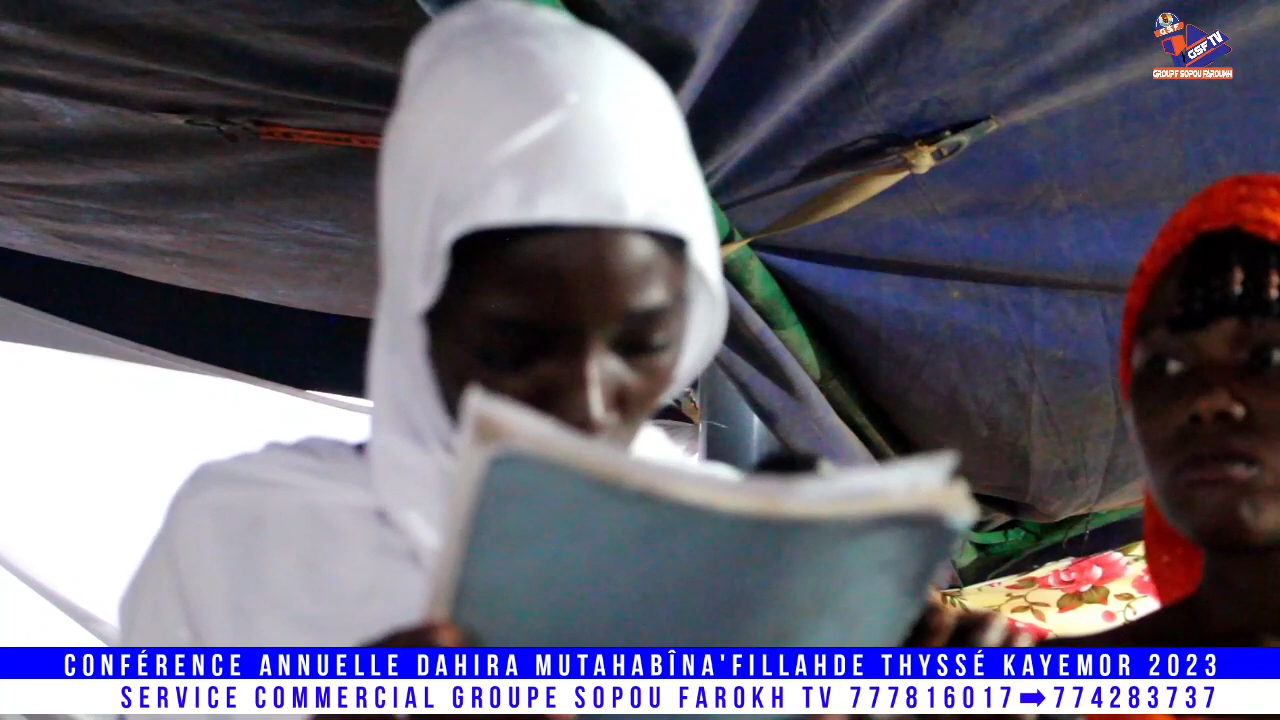 GSF
GSF TV
GROUPE SOPOU FAROUKH
CONFÉRENCE ANNUELLE DAHIRA MUTAHABÎNA'FILLAHDE THYSSÉ KAYEMOR 2023
SERVICE COMMERCIAL GROUPE SOPOU FAROKH TV 777816017➡774283737